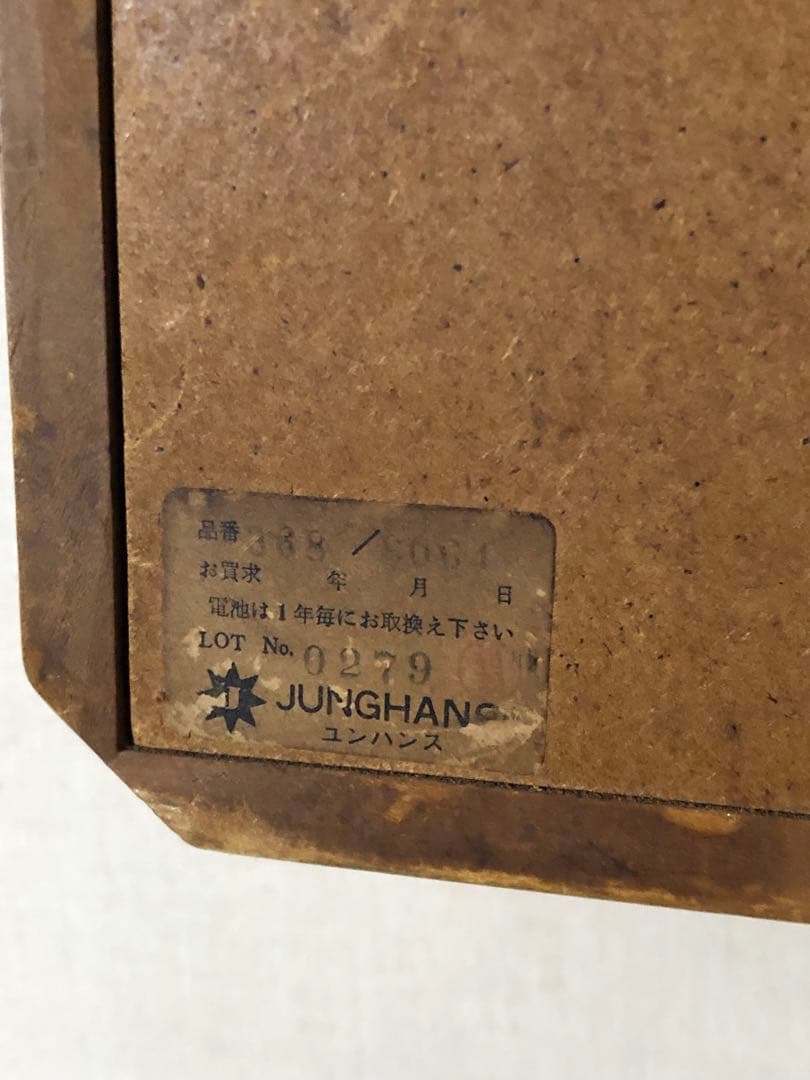 品番 368 /
お買求 年 月 日
電池は1年毎にお取換え下さい
LOT No. 0279
J JUNGHANS
ユンハンス